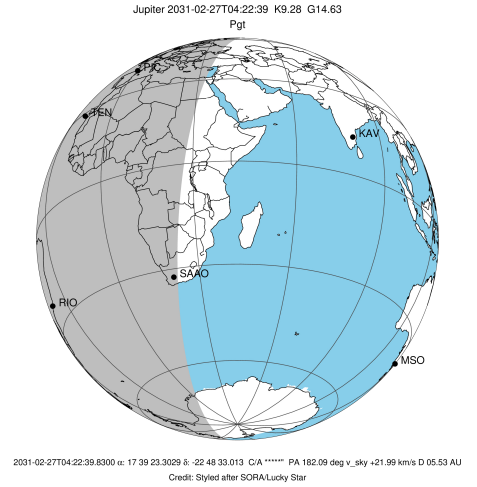 Jupiter 2031-02-27T04:22:39  K9.28  G14.63
Pgt
PIC
TEN
KAV
SAAO
RIO
MSO
2031-02-27T04:22:39.8300 α: 17 39 23.3029 δ: -22 48 33.013  C/A *****"  PA 182.09 deg v_sky +21.99 km/s D 05.53 AU
Credit: Styled after SORA/Lucky Star